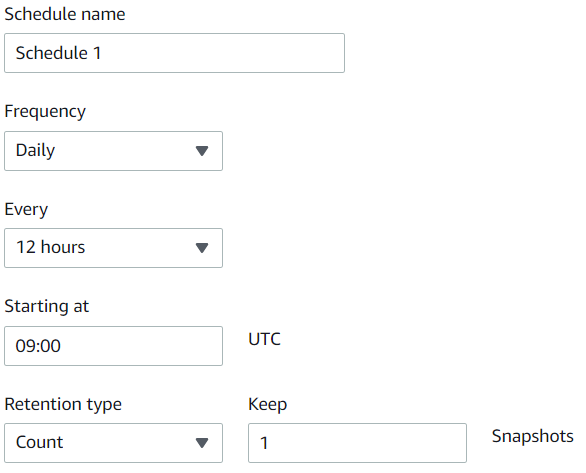 Schedule name
Schedule 1
Frequency
Daily
Every
12 hours
Starting at
09:00 UTC
Retention type Keep
Count 1 Snapshots